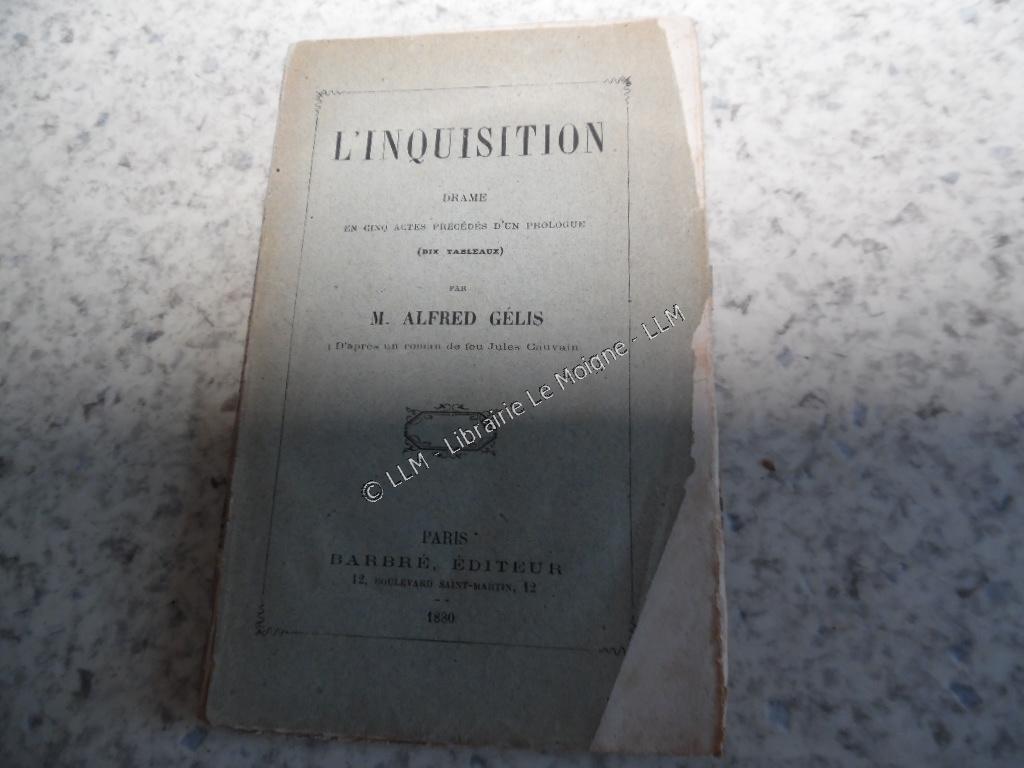 L'INQUISITION
DRAME
EN CINQ ACTES PRÉCÉDÉS D'UN PROLOGUE
(DIX TABLEAUX)
PAR
M. ALFRED GÉLIS
D'après un roman de feu Jules Cauvain
© LLM - Librairie Le Moigne - LLM
PARIS
BARBRÉ, ÉDITEUR
12, BOULEVARD SAINT-MARTIN, 12
1880